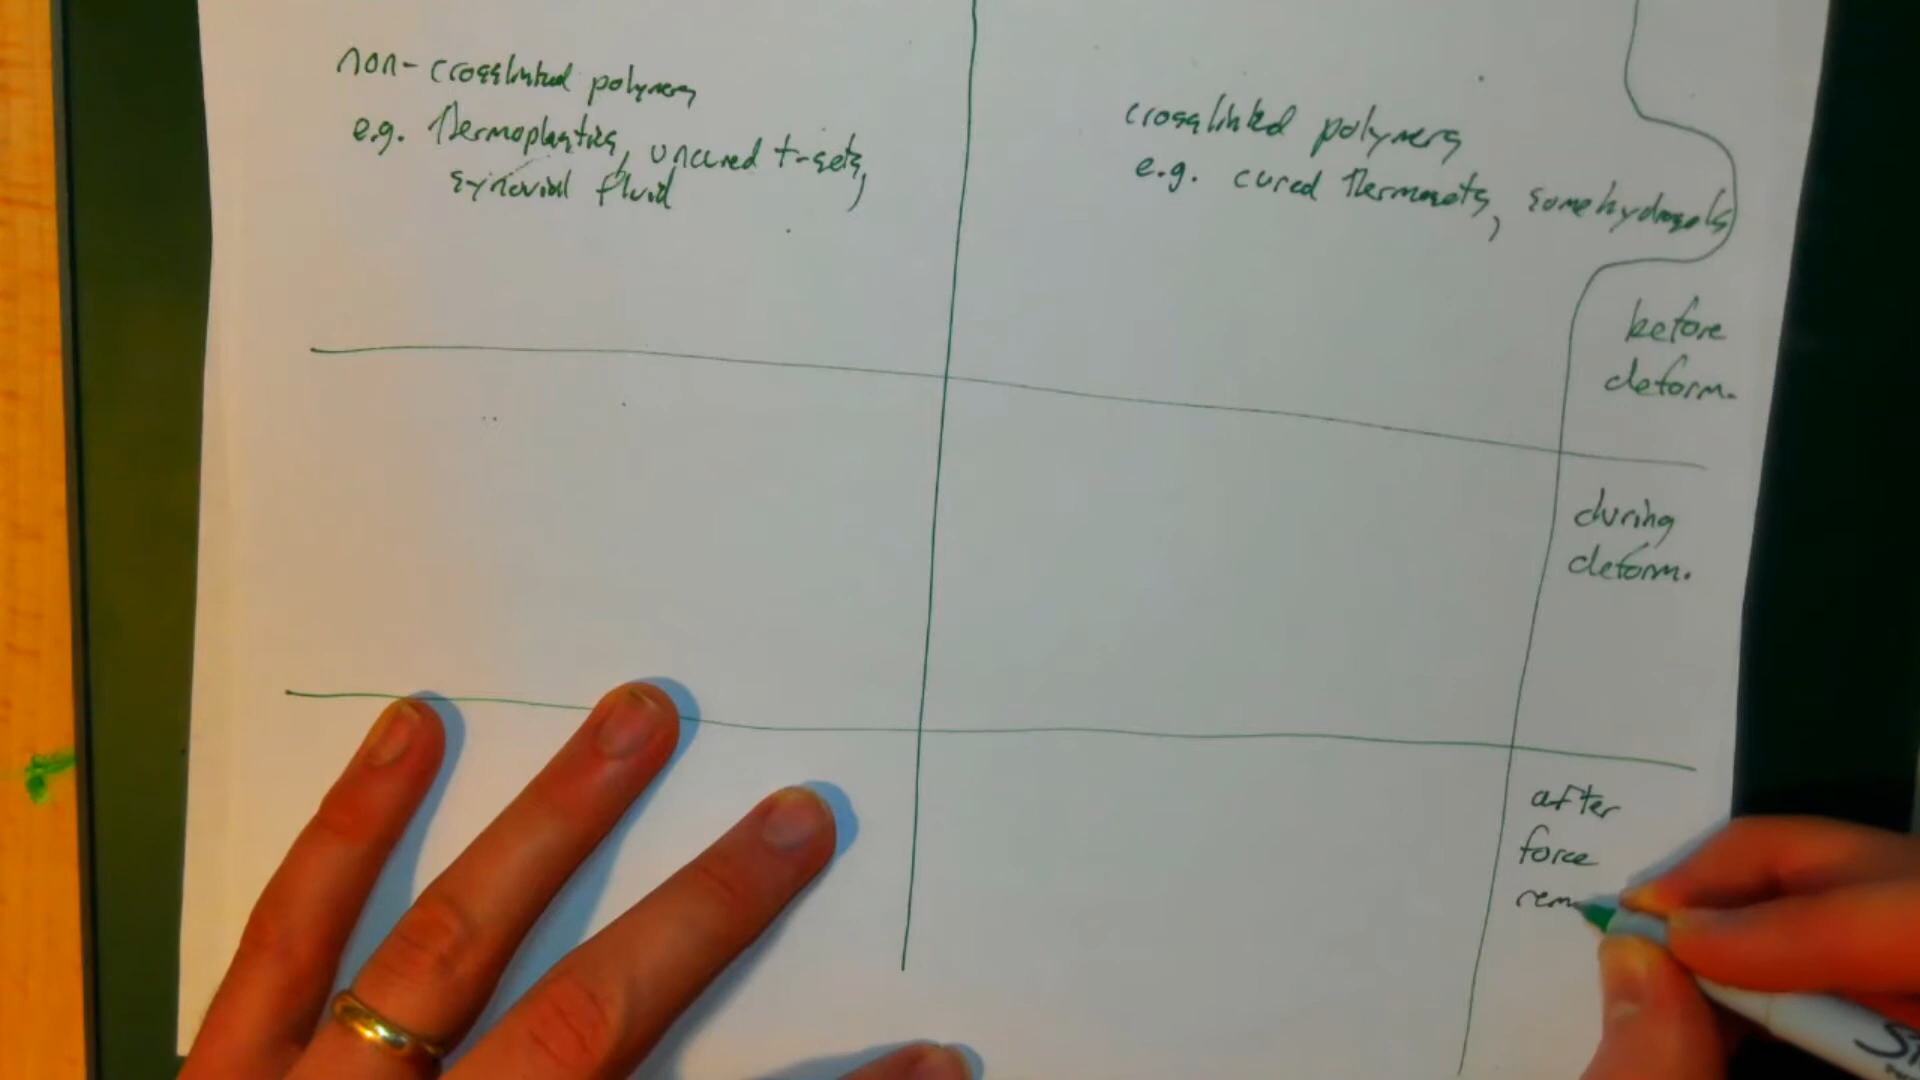 non-crosslinked polymers
e.g. thermoplastics, uncured t-sets,
synovial fluid
crosslinked polymers
e.g. cured thermosets, some hydrogels
before
deform.
during
deform.
after
force
rem